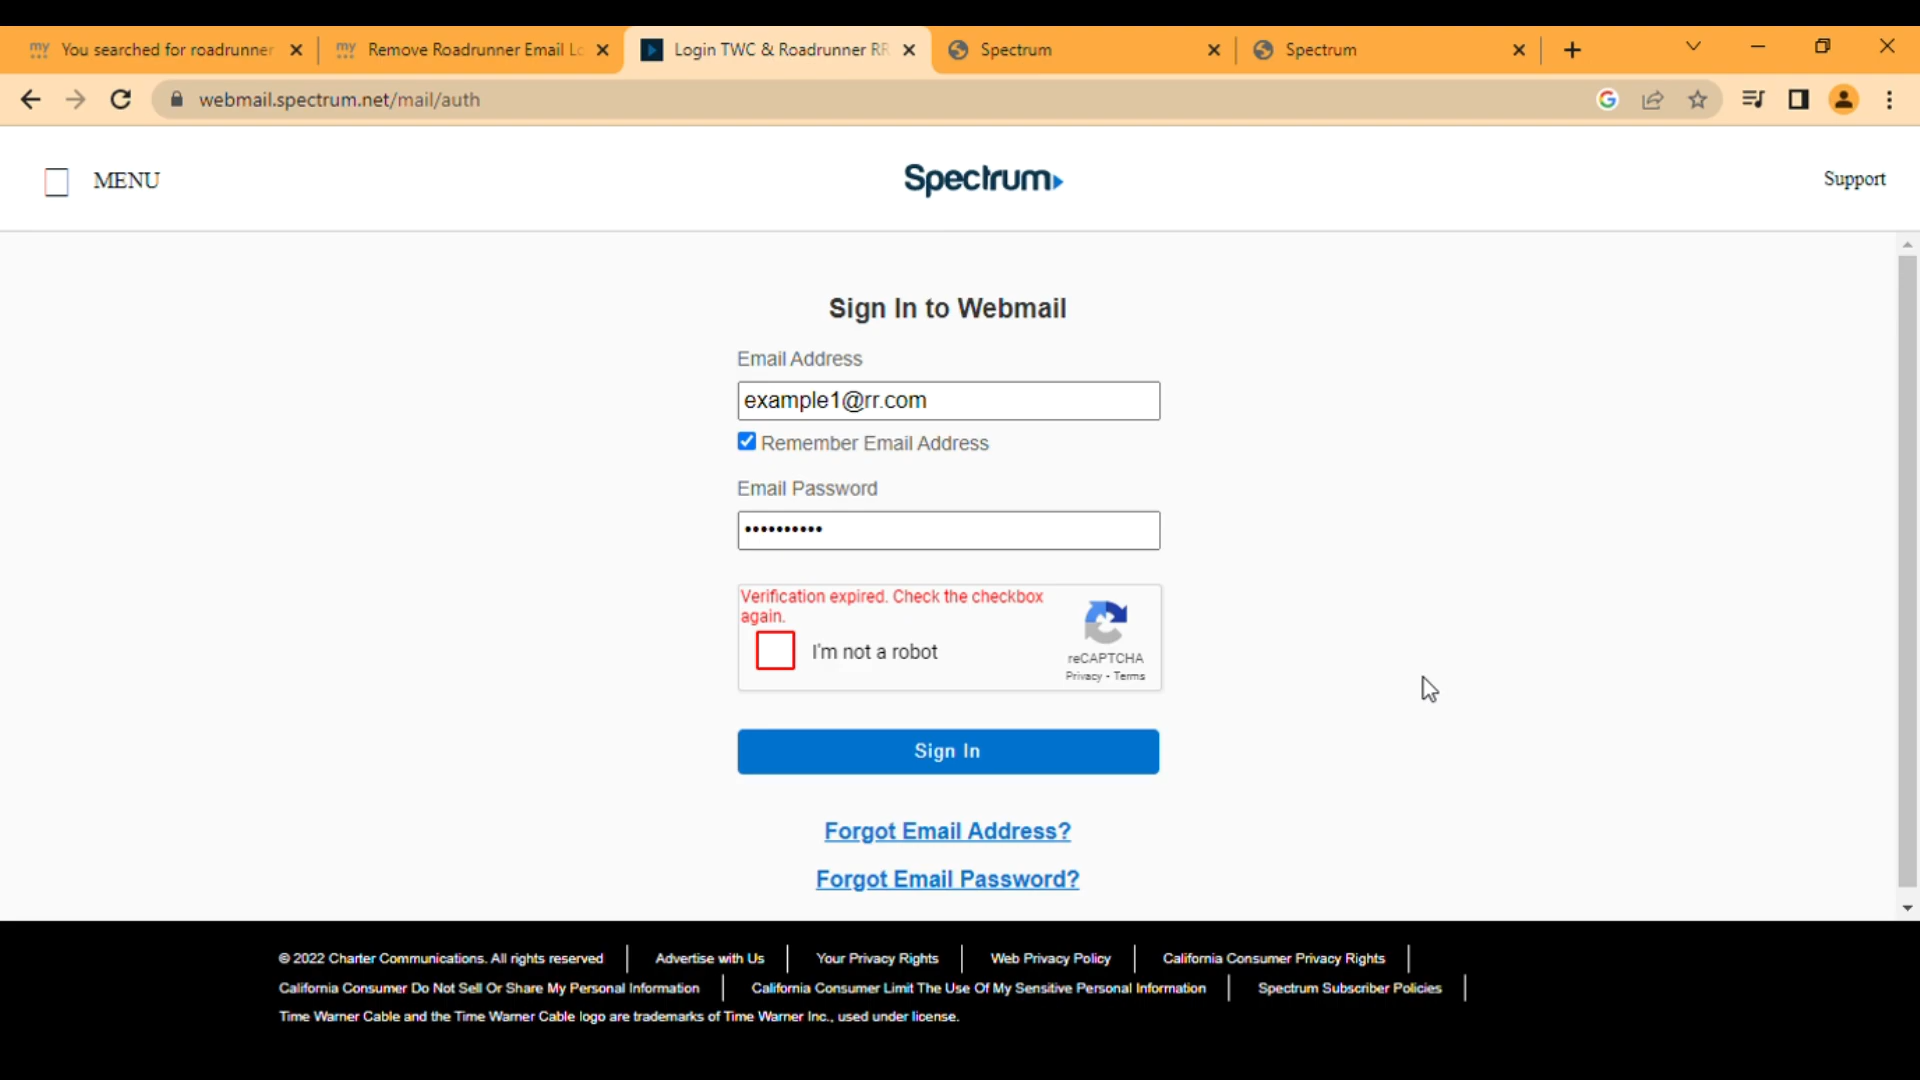 my You searched for roadrunner
my Remove Roadrunner Email Lo
Login TWC & Roadrunner RR
Spectrum
Spectrum
webmail.spectrum.net/mail/auth
MENU
Spectrum
Support
Sign In to Webmail
Email Address
example1@rr.com
Remember Email Address
Email Password
••••••••••
Verification expired. Check the checkbox
again.
I'm not a robot
reCAPTCHA
Privacy - Terms
Sign In
Forgot Email Address?
Forgot Email Password?
© 2022 Charter Communications. All rights reserved | Advertise with Us | Your Privacy Rights | Web Privacy Policy | California Consumer Privacy Rights |
California Consumer Do Not Sell Or Share My Personal Information | California Consumer Limit The Use Of My Sensitive Personal Information | Spectrum Subscriber Policies |
Time Warner Cable and the Time Warner Cable logo are trademarks of Time Warner Inc., used under license.